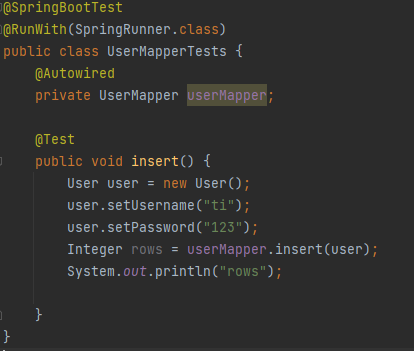 @SpringBootTest
@RunWith(SpringRunner.class)
public class UserMapperTests {
@Autowired
private UserMapper userMapper;
@Test
public void insert() {
User user = new User();
user.setUsername("ti");
user.setPassword("123");
Integer rows = userMapper.insert(user);
System.out.println("rows");
}
}